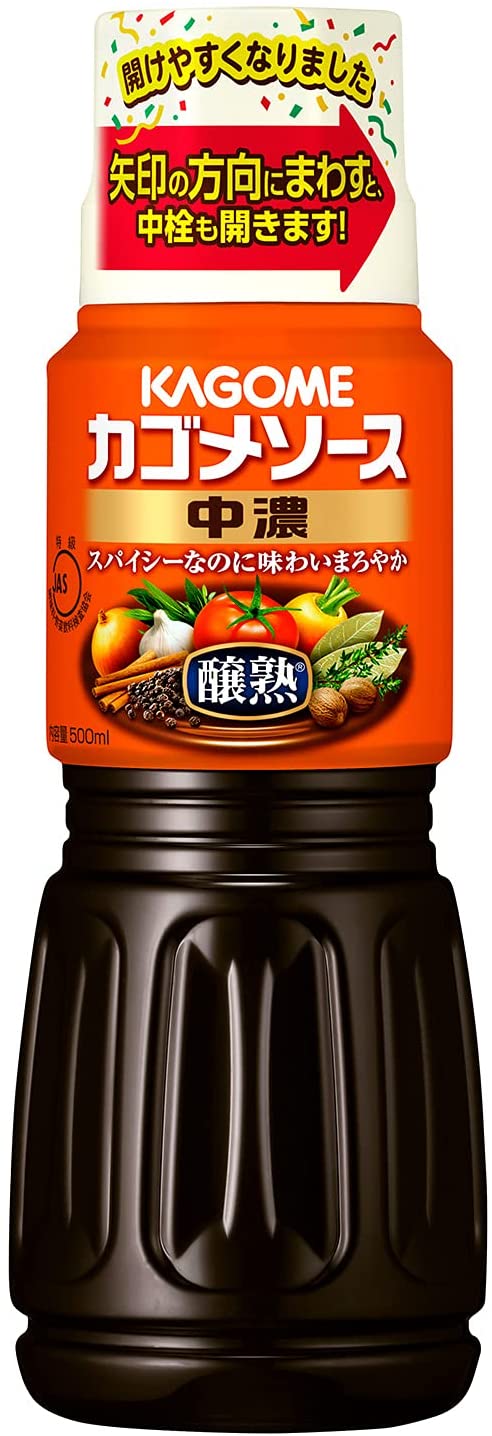 開けやすくなりました
矢印の方向にまわすと、
中栓も開きます!
KAGOME
カゴメソース
中濃
特級
JAS
スパイシーなのに味わいまろやか
醸熟®
内容量500ml